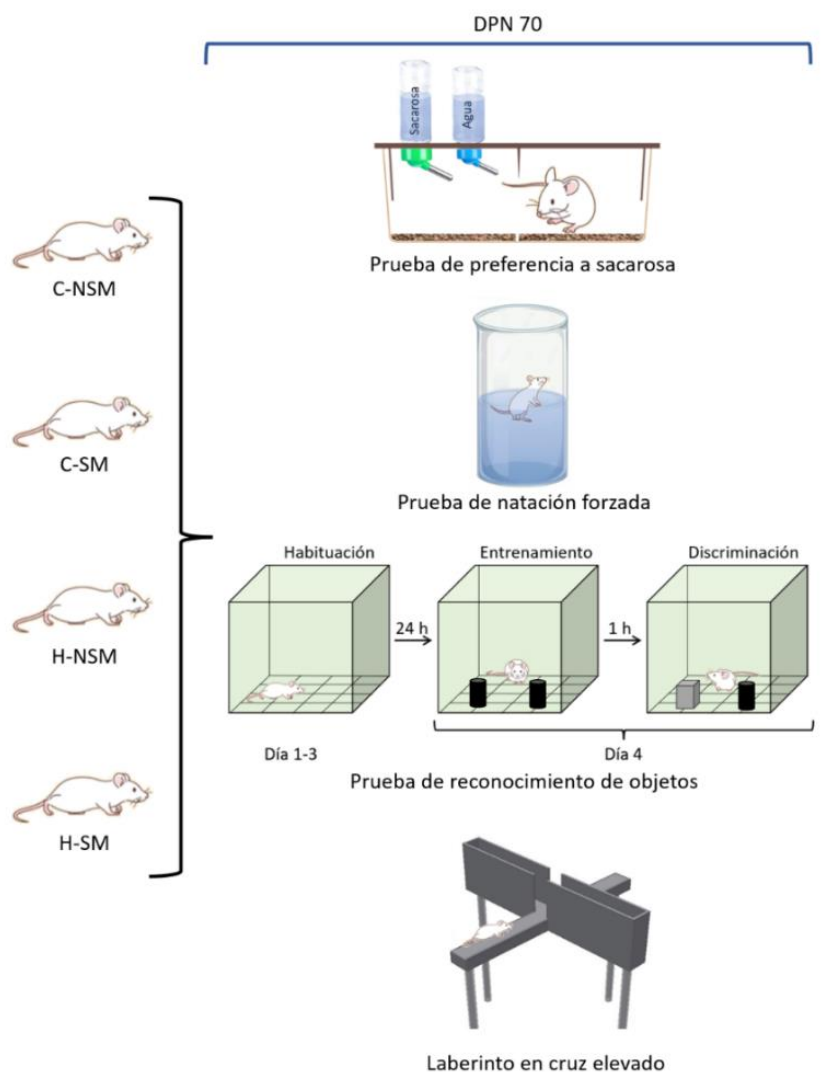 DPN 70
Sacarosa
Agua
Prueba de preferencia a sacarosa
C-NSM
C-SM
H-NSM
H-SM
Prueba de natación forzada
Habituación
Entrenamiento
Discriminación
24 h
1 h
Día 1-3
Día 4
Prueba de reconocimiento de objetos
Laberinto en cruz elevado